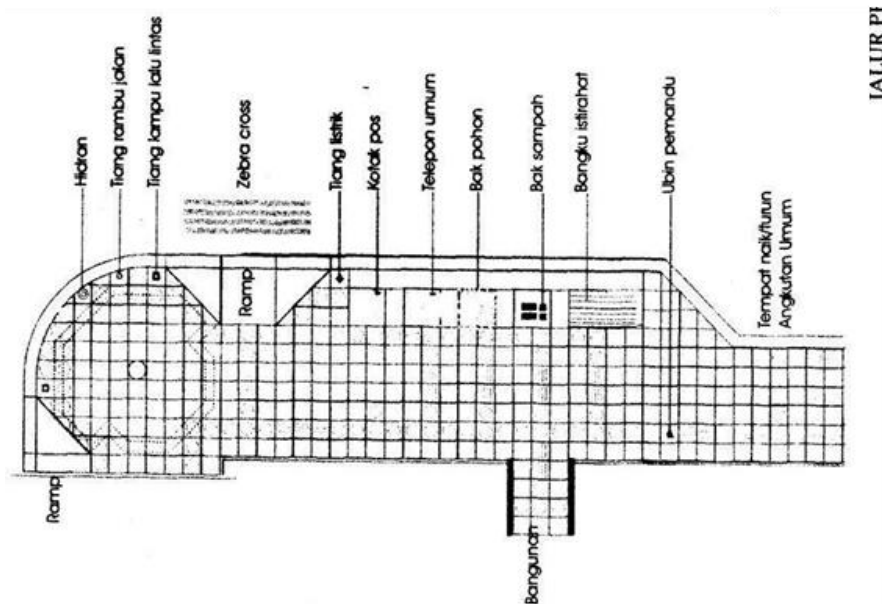 Hidran
Tiang rambu jalan
Tiang lampu lalu lintas
Zebra cross
Tiang listrik
Kotak pos
Telepon umum
Bak pohon
Bak sampah
Bangku istirahat
Ubin pemandu
Tempat naik/turun
Angkutan Umum
Ramp
Ramp
Bangunan
JALUR